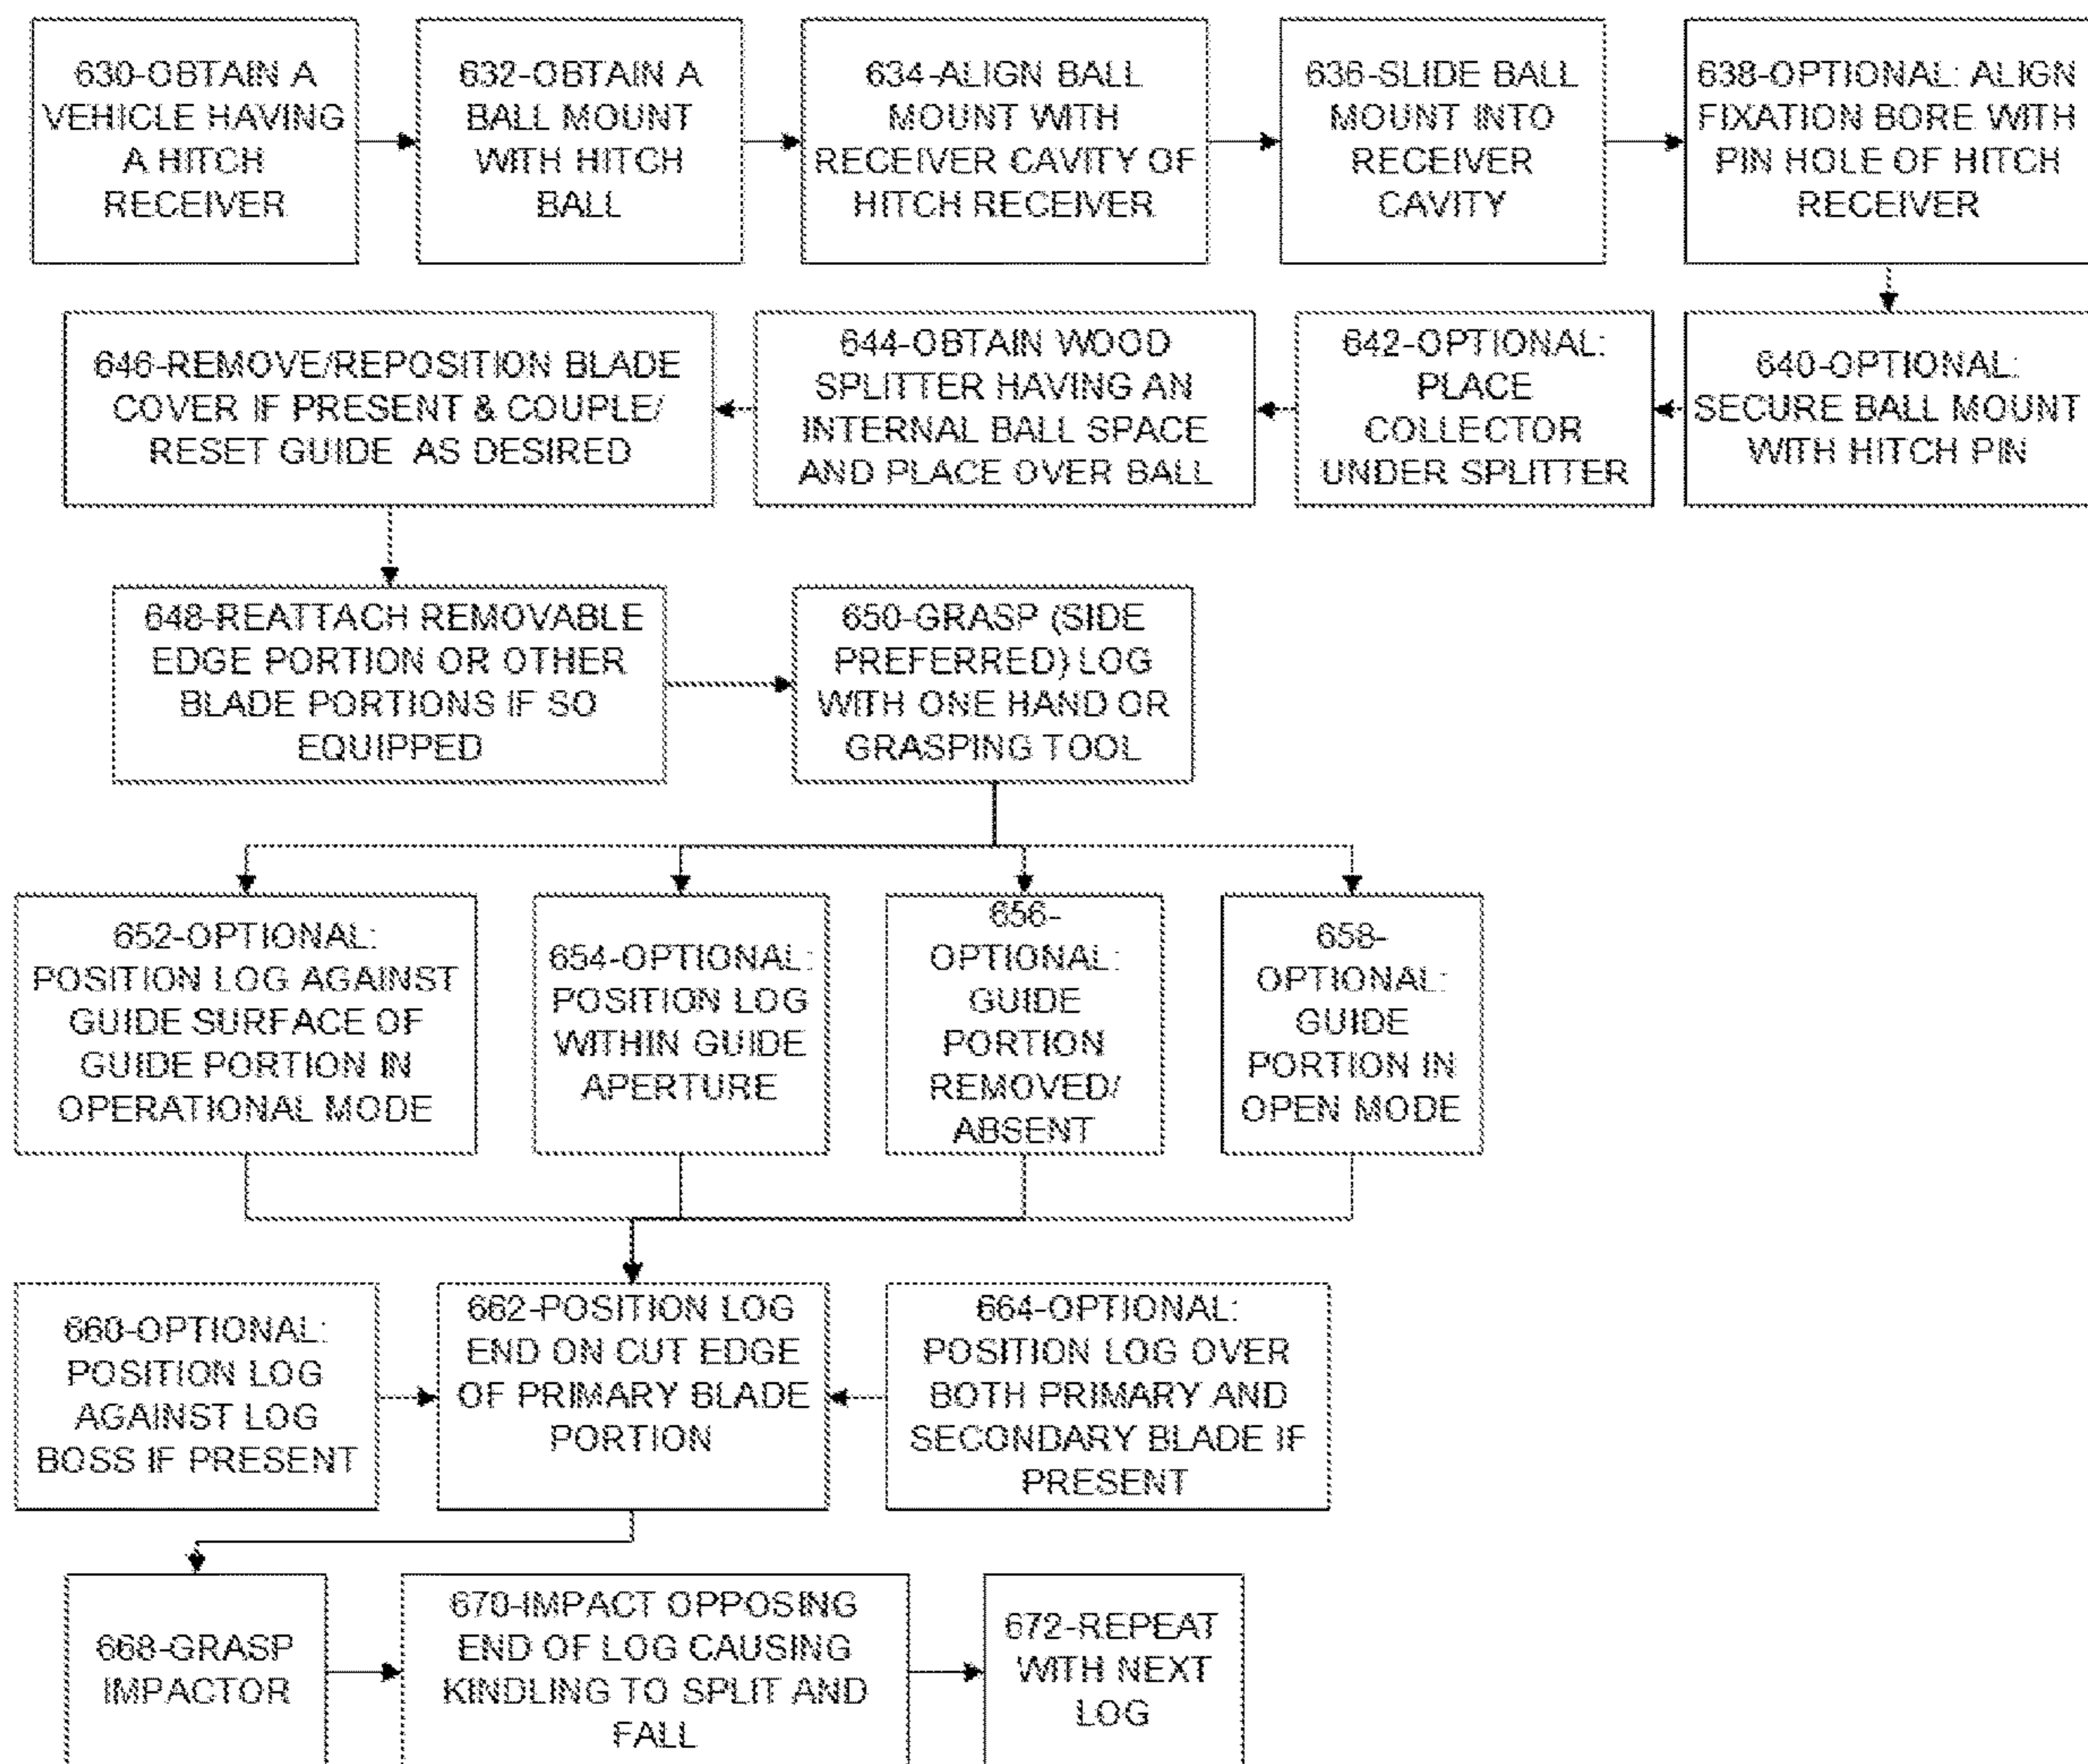 630-OBTAIN A
VEHICLE HAVING
A HITCH
RECEIVER
632-OBTAIN A
BALL MOUNT
WITH HITCH
BALL
634-ALIGN BALL
MOUNT WITH
RECEIVER CAVITY OF
HITCH RECEIVER
636-SLIDE BALL
MOUNT INTO
RECEIVER
CAVITY
638-OPTIONAL: ALIGN
FIXATION BORE WITH
PIN HOLE OF HITCH
RECEIVER
646-REMOVE/REPOSITION BLADE
COVER IF PRESENT & COUPLE/
RESET GUIDE AS DESIRED
644-OBTAIN WOOD
SPLITTER HAVING AN
INTERNAL BALL SPACE
AND PLACE OVER BALL
642-OPTIONAL:
PLACE
COLLECTOR
UNDER SPLITTER
640-OPTIONAL:
SECURE BALL MOUNT
WITH HITCH PIN
648-REATTACH REMOVABLE
EDGE PORTION OR OTHER
BLADE PORTIONS IF SO
EQUIPPED
650-GRASP (SIDE
PREFERRED) LOG
WITH ONE HAND OR
GRASPING TOOL
652-OPTIONAL:
POSITION LOG AGAINST
GUIDE SURFACE OF
GUIDE PORTION IN
OPERATIONAL MODE
654-OPTIONAL:
POSITION LOG
WITHIN GUIDE
APERTURE
656-
OPTIONAL:
GUIDE
PORTION
REMOVED/
ABSENT
658-
OPTIONAL:
GUIDE
PORTION IN
OPEN MODE
660-OPTIONAL:
POSITION LOG
AGAINST LOG
BOSS IF PRESENT
662-POSITION LOG
END ON CUT EDGE
OF PRIMARY BLADE
PORTION
664-OPTIONAL:
POSITION LOG OVER
BOTH PRIMARY AND
SECONDARY BLADE IF
PRESENT
668-GRASP
IMPACTOR
670-IMPACT OPPOSING
END OF LOG CAUSING
KINDLING TO SPLIT AND
FALL
672-REPEAT
WITH NEXT
LOG